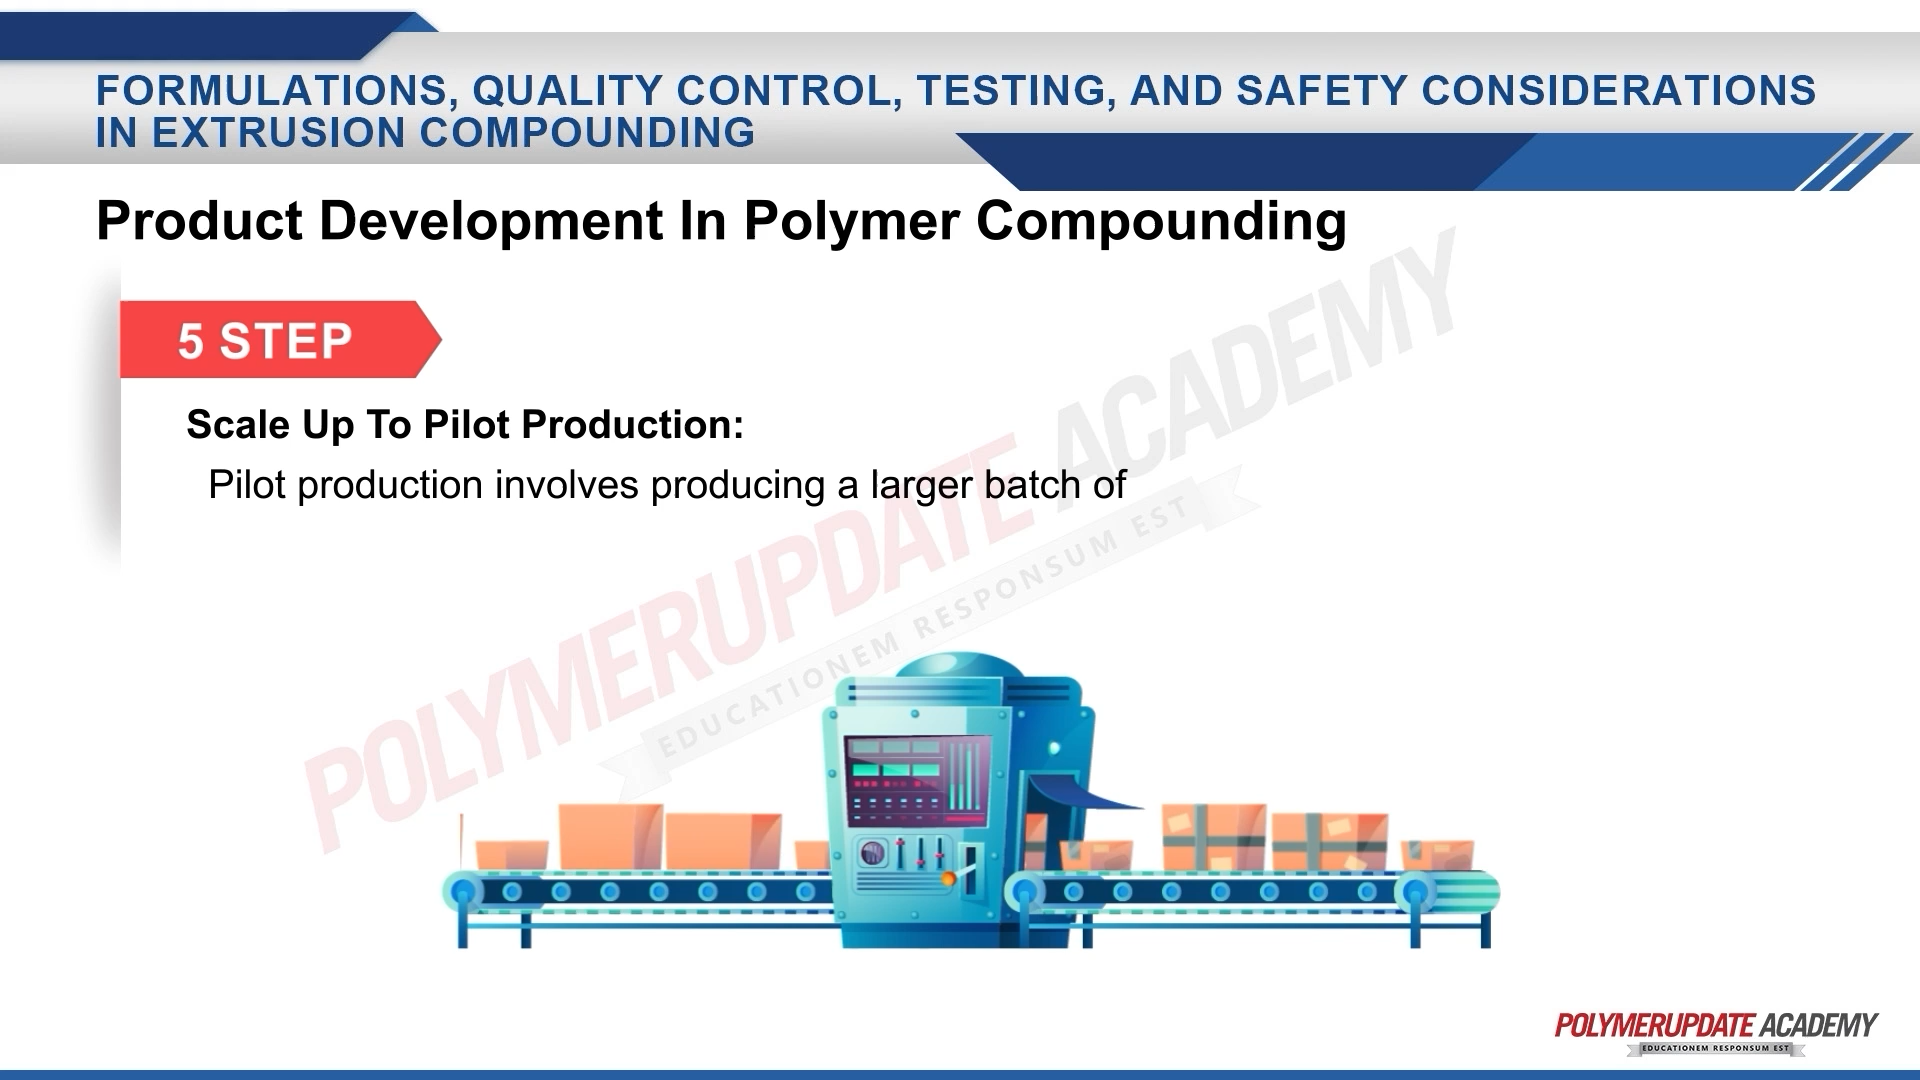 FORMULATIONS, QUALITY CONTROL, TESTING, AND SAFETY CONSIDERATIONS
IN EXTRUSION COMPOUNDING
Product Development In Polymer Compounding
5 STEP
Scale Up To Pilot Production:
Pilot production involves producing a larger batch of
POLYMERUPDATE ACADEMY
EDUCATIONEM RESPONSUM EST
POLYMERUPDATE ACADEMY
EDUCATIONEM RESPONSUM EST